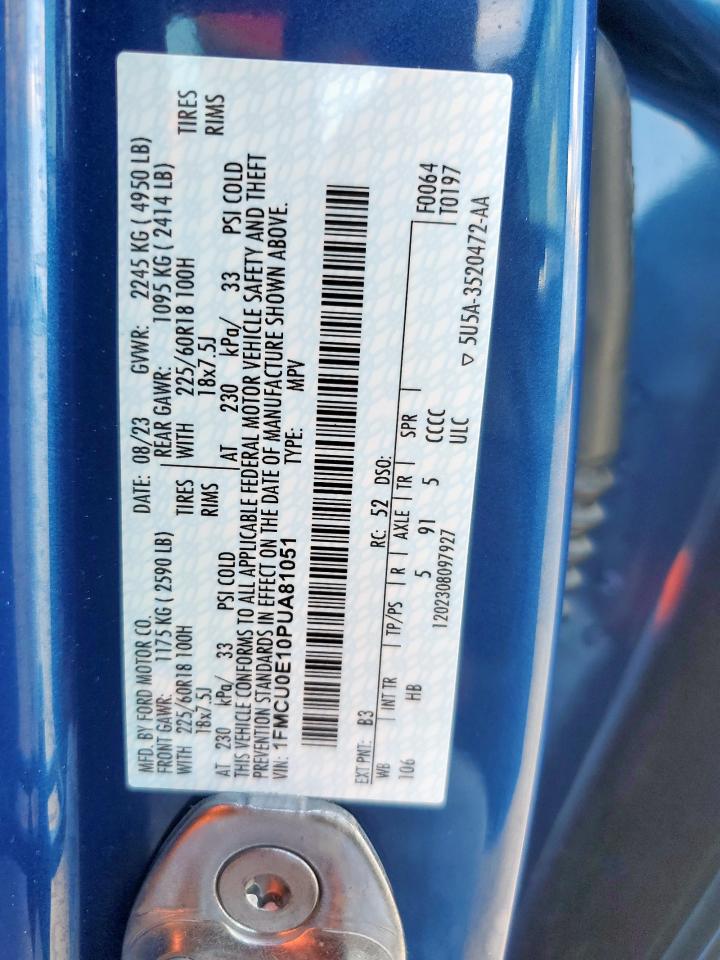 MFD. BY FORD MOTOR CO.
DATE: 08/23 GVWR: 2245 KG ( 4950 LB)
FRONT GAWR: 1175 KG ( 2590 LB) REAR GAWR: 1095 KG ( 2414 LB)
WITH 225/60R18 100H TIRES WITH 225/60R18 100H TIRES
18x7.5J RIMS 18x7.5J RIMS
AT 230 kPa/ 33 PSI COLD AT 230 kPa/ 33 PSI COLD
THIS VEHICLE CONFORMS TO ALL APPLICABLE FEDERAL MOTOR VEHICLE SAFETY AND THEFT
PREVENTION STANDARDS IN EFFECT ON THE DATE OF MANUFACTURE SHOWN ABOVE.
VIN: 1FMCU0E10PUA81051 TYPE: MPV
EXT PNT: B3 RC: 52 DSO: F0064
T0197
WB INT TR TP/PS R AXLE TR SPR
106 HB 5 91 5 CCCC
1202308097927 ULC
▽ 5U5A-3520472-AA